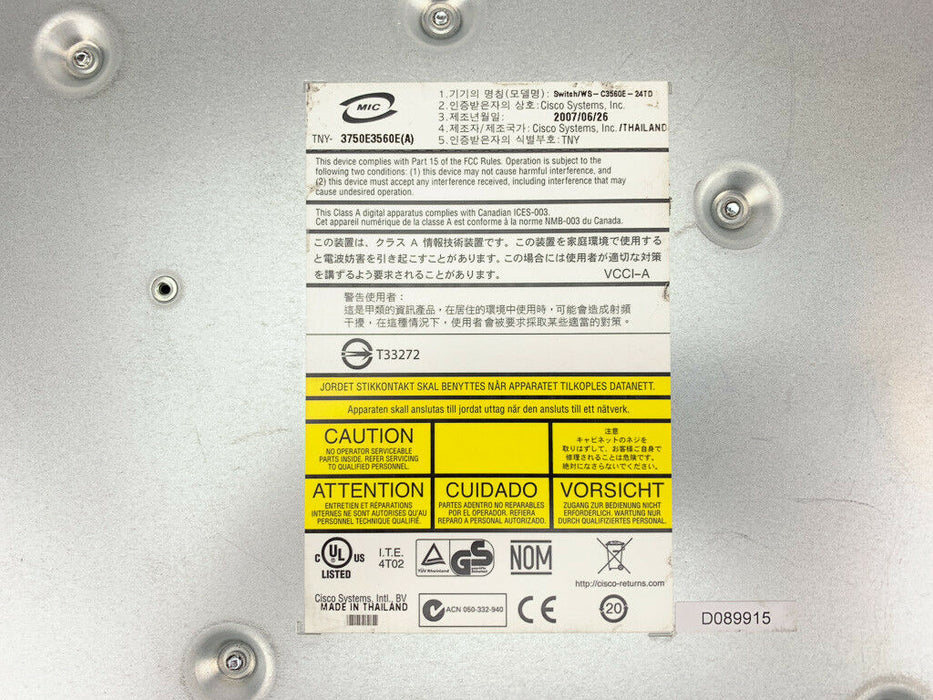 MIC
TNY- 3750E3560E(A)
1.기기의 명칭(모델명): Switch/WS-C3560E-24TD
2.인증받은자의 상호:Cisco Systems, Inc.
3.제조년월일: 2007/06/26
4.제조자/제조국가: Cisco Systems, Inc./THAILAND
5.인증받은자의 식별부호:TNY
This device complies with Part 15 of the FCC Rules. Operation is subject to the
following two conditions: (1) this device may not cause harmful interference, and
(2) this device must accept any interference received, including interference that may
cause undesired operation.
This Class A digital apparatus complies with Canadian ICES-003.
Cet appareil numérique de la classe A est conforme à la norme NMB-003 du Canada.
この装置は、クラス A 情報技術装置です。この装置を家庭環境で使用する
と電波妨害を引き起こすことがあります。この場合には使用者が適切な対策
を講ずるよう要求されることがあります。 VCCI-A
警告使用者：
這是甲類的資訊產品，在居住的環境中使用時，可能會造成射頻
干擾，在這種情況下，使用者會被要求採取某些適當的對策。
T33272
JORDET STIKKONTAKT SKAL BENYTTES NÅR APPARATET TILKOPLES DATANETT.
Apparaten skall anslutas till jordat uttag när den ansluts till ett nätverk.
CAUTION
NO OPERATOR SERVICEABLE
PARTS INSIDE. REFER SERVICING
TO QUALIFIED PERSONNEL.
注意
キャビネットのネジを
取りはずして、お客様ご自身で
修理されることは危険です。
絶対になさらないでください。
ATTENTION
ENTRETIEN ET RÉPARATIONS
INTERNES NE SONT AUTORISÉS QU'AU
PERSONNEL TECHNIQUE QUALIFIÉ.
CUIDADO
PARTES ADENTRO NO REPARABLES
POR EL OPERADOR. REFIERA
REPARO A PERSONAL AUTORIZADO.
VORSICHT
ZUGANG ZUR BEDIENUNG NICHT
ERFORDERLICH. WARTUNG NUR
DURCH QUALIFIZIERTES PERSONAL.
C UL US
LISTED
I.T.E.
4T02
TÜV Rheinland
GS
NOM
http://cisco-returns.com
Cisco Systems, Intl., BV
MADE IN THAILAND
ACN 050-332-940
CE
20
D089915